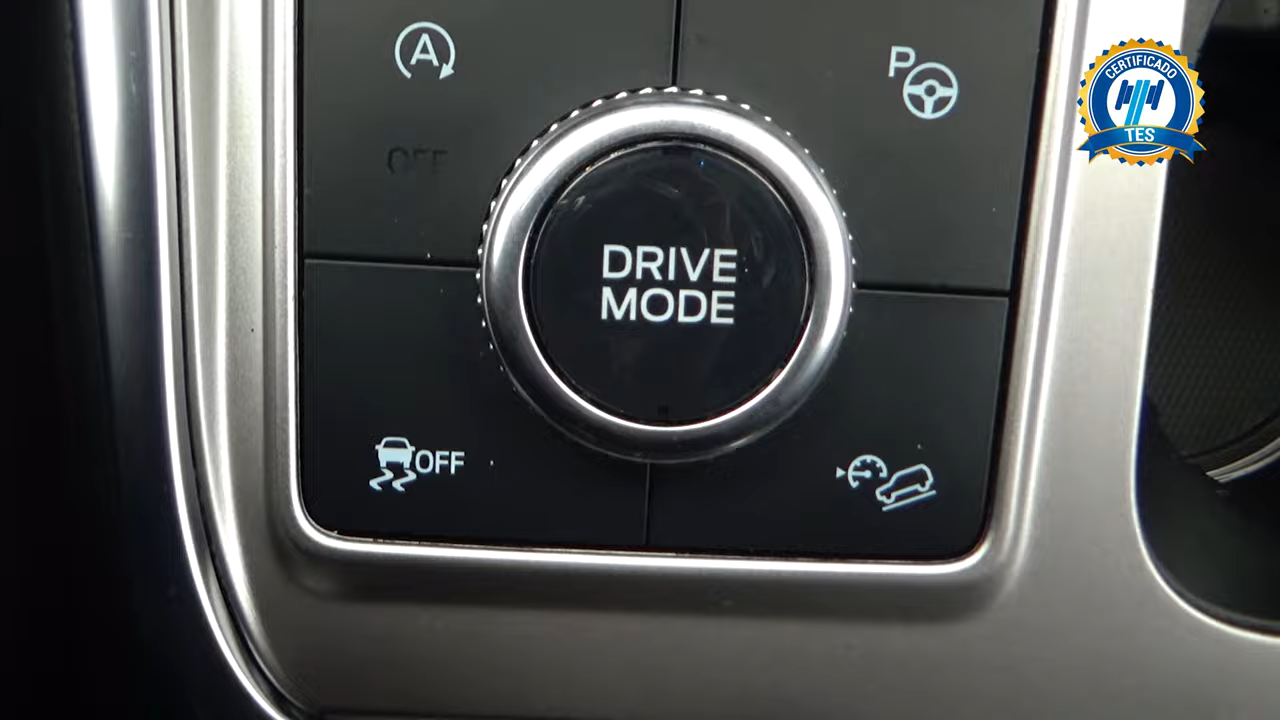 A
P
CERTIFICADO
TES
OFF
DRIVE
MODE
OFF